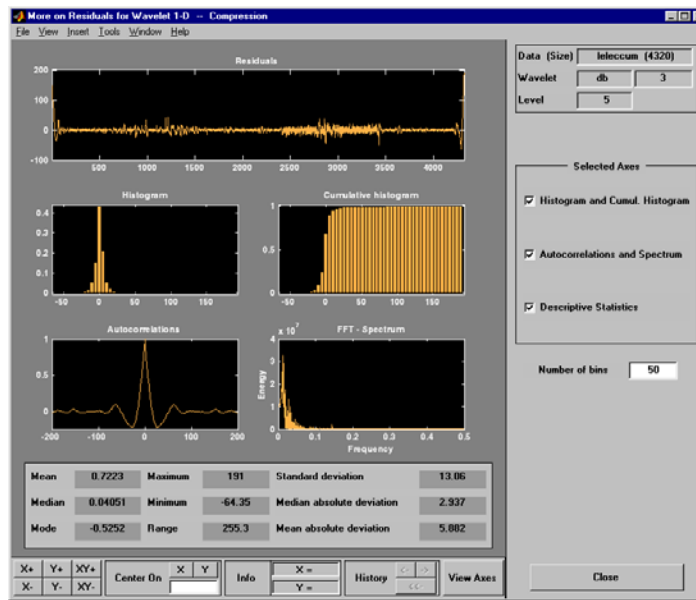 More on Residuals for Wavelet 1-D -- Compression
File View Insert Tools Window Help
Residuals
200
100
0
-100
500 1000 1500 2000 2500 3000 3500 4000
Histogram
0.4
0.3
0.2
0.1
0
-50 0 50 100 150
Cumulative histogram
1
0.5
0
-50 0 50 100 150
Autocorrelations
1
0.5
0
-200 -100 0 100 200
FFT - Spectrum
x 10^7
4
3
2
1
0
Energy
0 0.1 0.2 0.3 0.4 0.5
Frequency
Mean 0.7223 Maximum 191 Standard deviation 13.06
Median 0.04051 Minimum -64.35 Median absolute deviation 2.937
Mode -0.5252 Range 255.3 Mean absolute deviation 5.882
Data (Size) leleccum (4320)
Wavelet db 3
Level 5
Selected Axes
Histogram and Cumul. Histogram
Autocorrelations and Spectrum
Descriptive Statistics
Number of bins 50
X+ Y+ XY+
X- Y- XY-
Center On X Y
Info X =
Y =
History <- ->
<<-
View Axes
Close